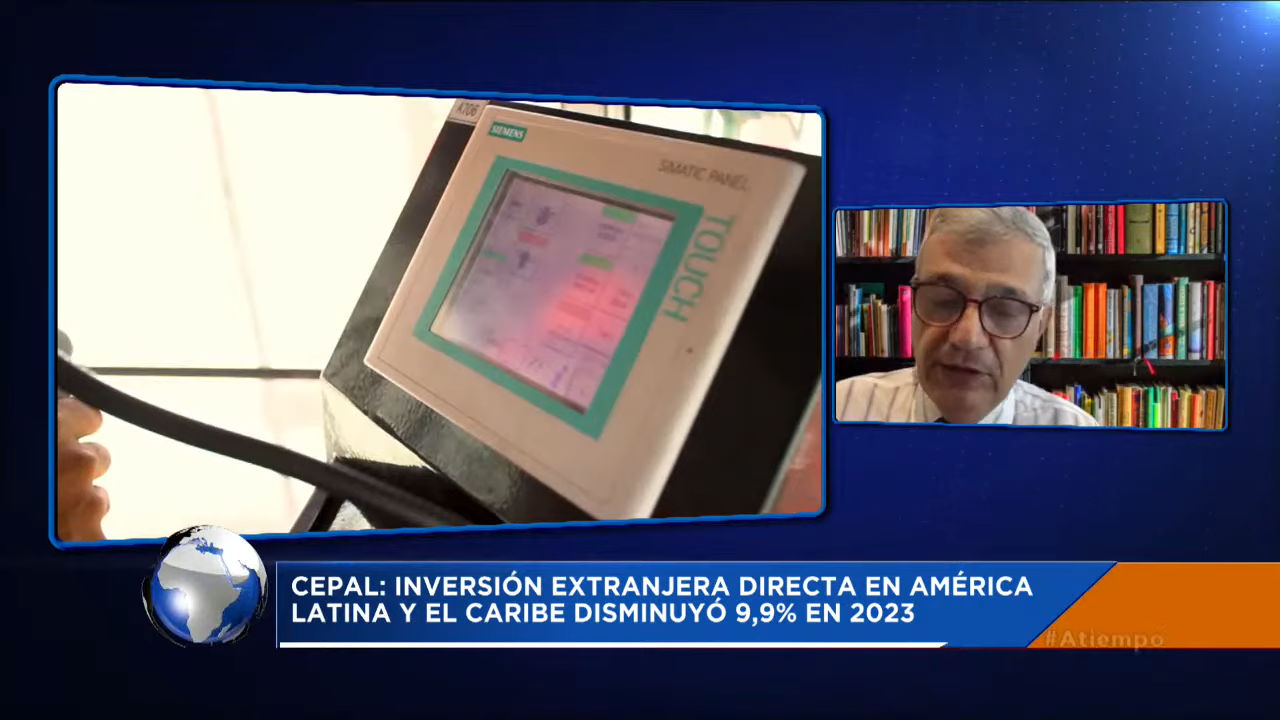 A106
SIEMENS
SIMATIC PANEL
TOUCH
CEPAL: INVERSIÓN EXTRANJERA DIRECTA EN AMÉRICA
LATINA Y EL CARIBE DISMINUYÓ 9,9% EN 2023
#Atiempo